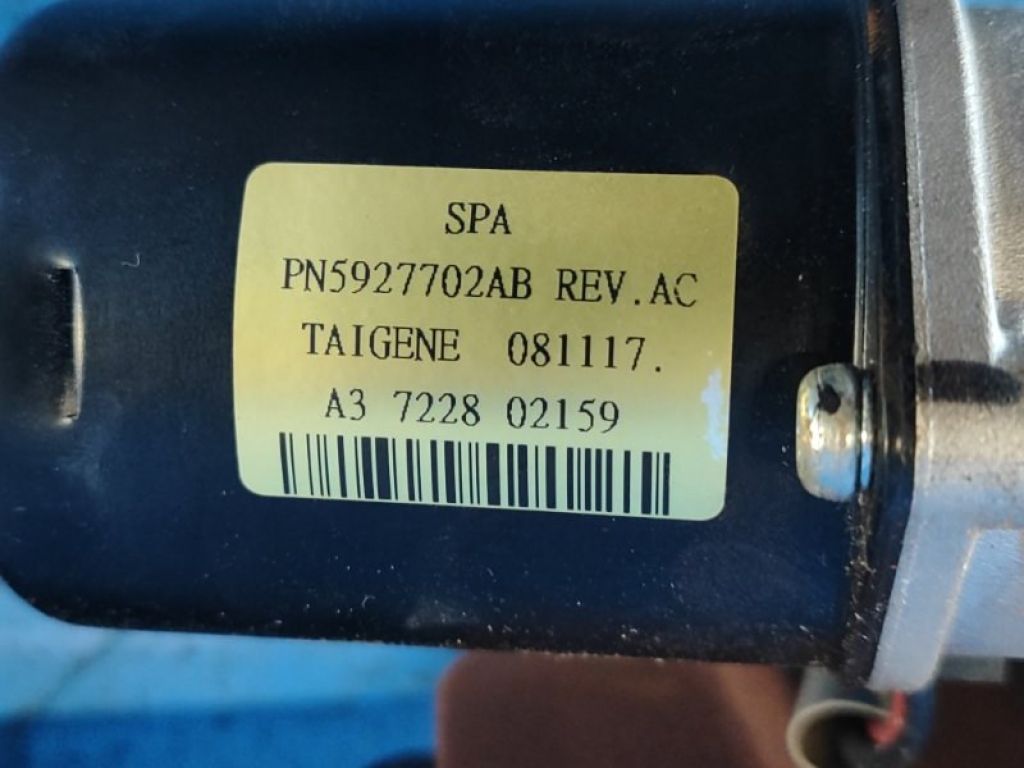 SPA
PN5927702AB REV.AC
TAIGENE 081117.
A3 7228 02159